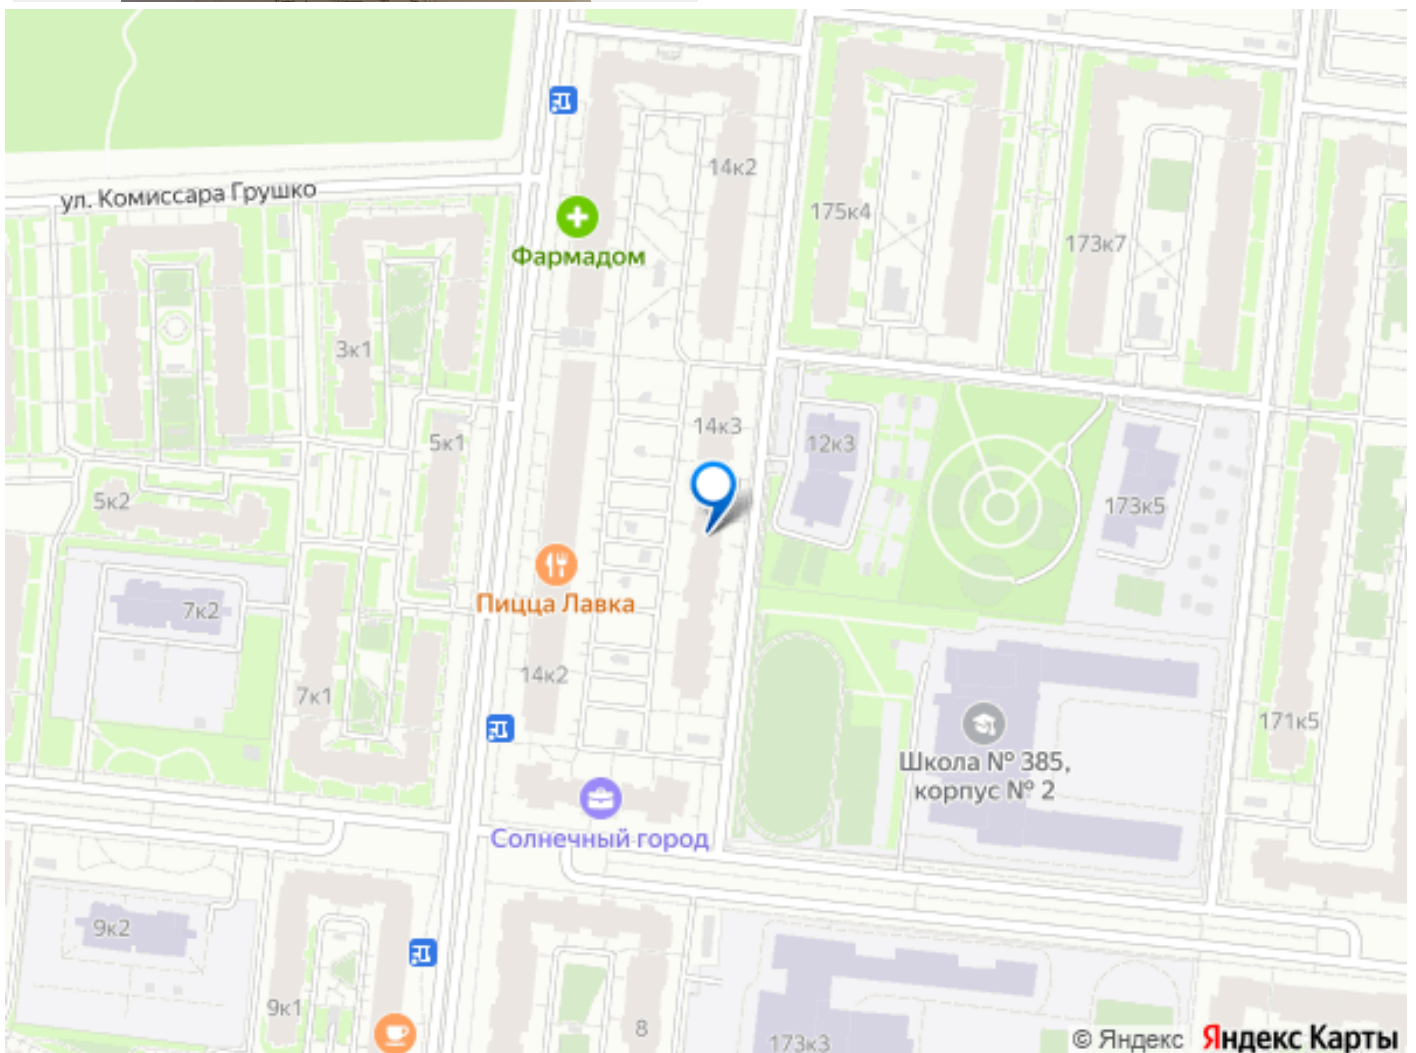 14к2
175к4
173к7
ул. Комиссара Грушко
Фармадом
3к1
14к3
5к1
12к3
5к2
173к5
Пицца Лавка
7к2
14к2
7к1
171к5
Школа № 385,
корпус № 2
Солнечный город
9к2
9к1
8
173к3
© Яндекс Яндекс Карты